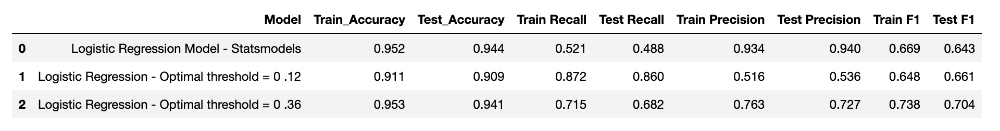 Model Train_Accuracy Test_Accuracy Train Recall Test Recall Train Precision Test Precision Train F1 Test F1
0 Logistic Regression Model - Statsmodels 0.952 0.944 0.521 0.488 0.934 0.940 0.669 0.643
1 Logistic Regression - Optimal threshold = 0 .12 0.911 0.909 0.872 0.860 0.516 0.536 0.648 0.661
2 Logistic Regression - Optimal threshold = 0 .36 0.953 0.941 0.715 0.682 0.763 0.727 0.738 0.704